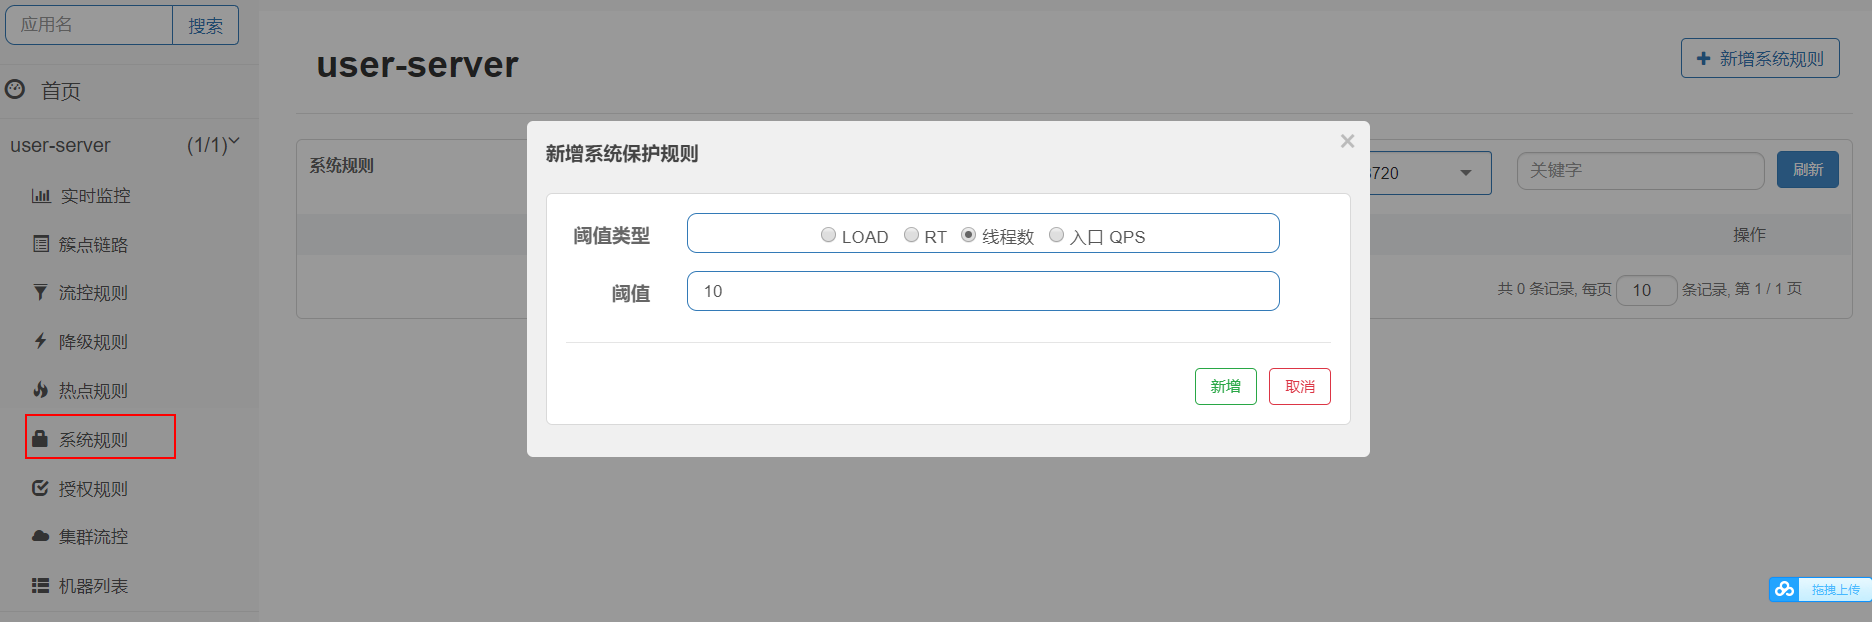 应用名 搜索
首页
user-server (1/1)
实时监控
簇点链路
流控规则
降级规则
热点规则
系统规则
授权规则
集群流控
机器列表
user-server
新增系统规则
系统规则
720
关键字
刷新
操作
共 0 条记录, 每页 10 条记录, 第 1 / 1 页
新增系统保护规则
×
阈值类型 LOAD RT 线程数 入口 QPS
阈值 10
新增 取消
拖拽上传